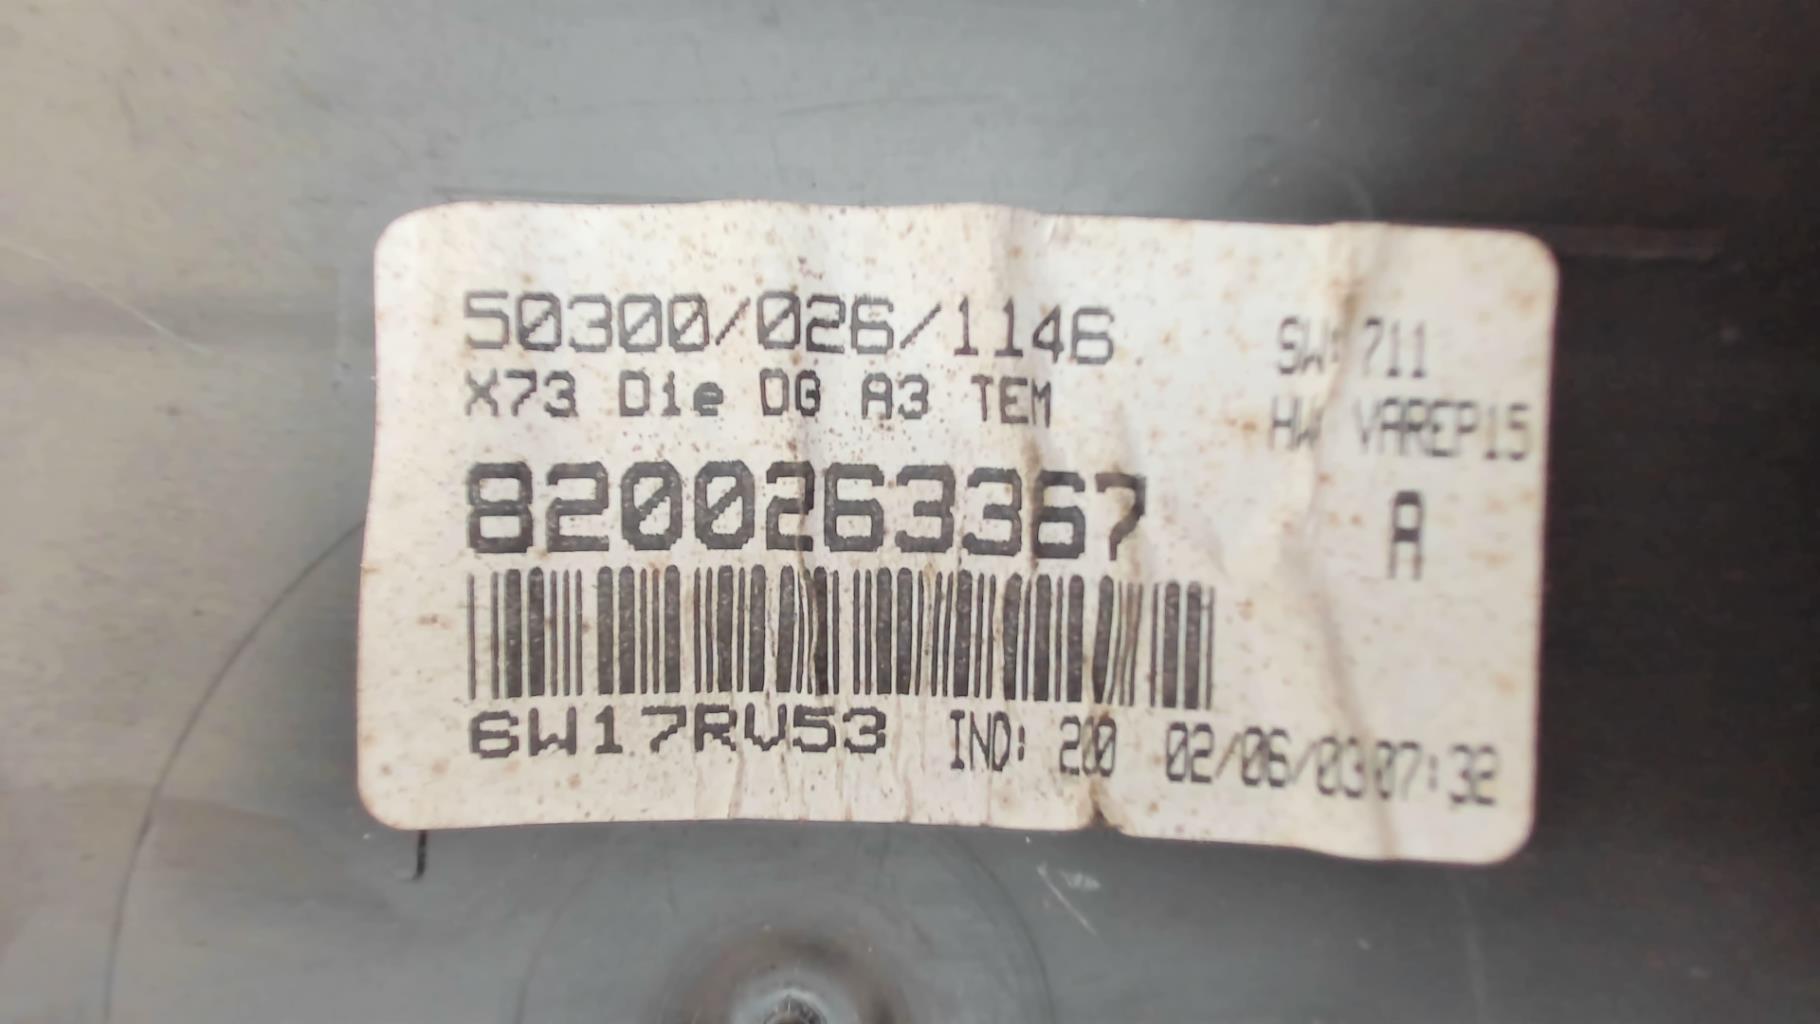 50300/026/1146
X73 Die DG A3 TEM
8200263367
6W17RV53 IND: 200 02/06/03 07:32
SW: 711
HW VAREP15
A